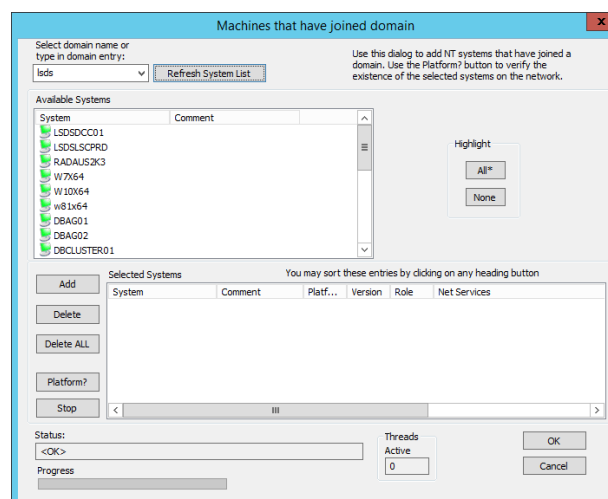 Machines that have joined domain
x
Select domain name or
type in domain entry:
lsds
Refresh System List
Use this dialog to add NT systems that have joined a
domain. Use the Platform? button to verify the
existence of the selected systems on the network.
Available Systems
System Comment
LSDSDCC01
LSDSLSCPRD
RADAUS2K3
W7X64
W10X64
w81x64
DBAG01
DBAG02
DBCLUSTER01
Highlight
All*
None
Add
Delete
Delete ALL
Platform?
Stop
Selected Systems You may sort these entries by clicking on any heading button
System Comment Platf... Version Role Net Services
Status:
<OK>
Progress
Threads
Active
0
OK
Cancel